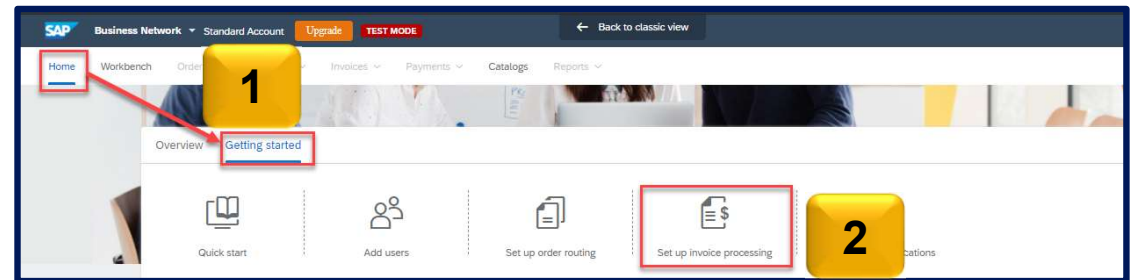 SAP Business Network Standard Account Upgrade TEST MODE ← Back to classic view
Home Workbench Invoices Payments Catalogs Reports
1
Overview Getting started
Quick start Add users Set up order routing Set up invoice processing
2